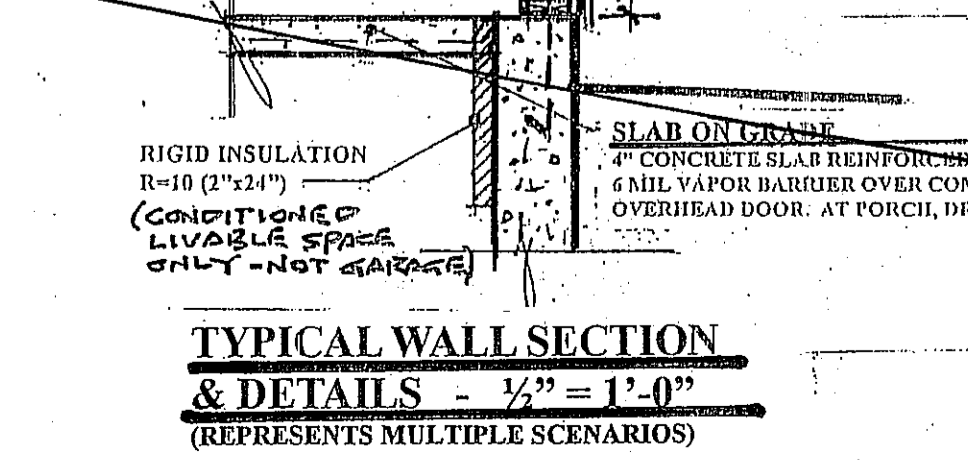 RIGID INSULATION
R=10 (2"x24")
(CONDITIONED
LIVABLE SPACE
ONLY - NOT GARAGE)
SLAB ON GRADE
4" CONCRETE SLAB REINFORCED
6 MIL VAPOR BARRIER OVER
OVERHEAD DOOR. AT PORCH,
TYPICAL WALL SECTION
& DETAILS - ½" = 1'-0"
(REPRESENTS MULTIPLE SCENARIOS)